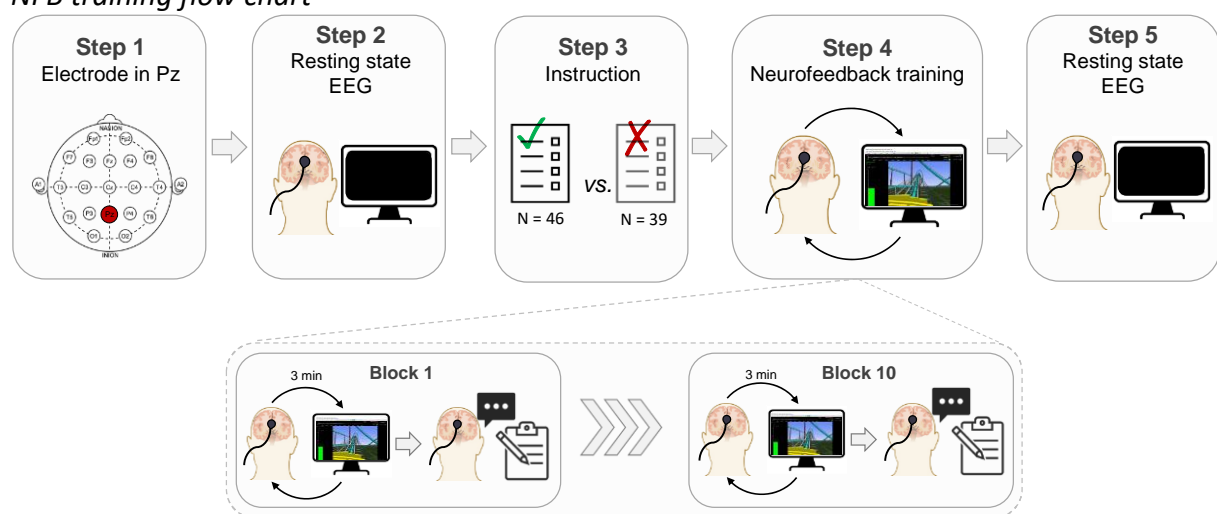 NFB training flow chart
Step 1
Electrode in Pz
NASION
Fp1 Fp2
F7 F3 Fz F4 F8
A1 T3 C3 Cz C4 T4 A2
T5 P3 Pz P4 T6
O1 O2
INION
Step 2
Resting state
EEG
Step 3
Instruction
vs.
N = 46
N = 39
Step 4
Neurofeedback training
Step 5
Resting state
EEG
Block 1
3 min
Block 10
3 min